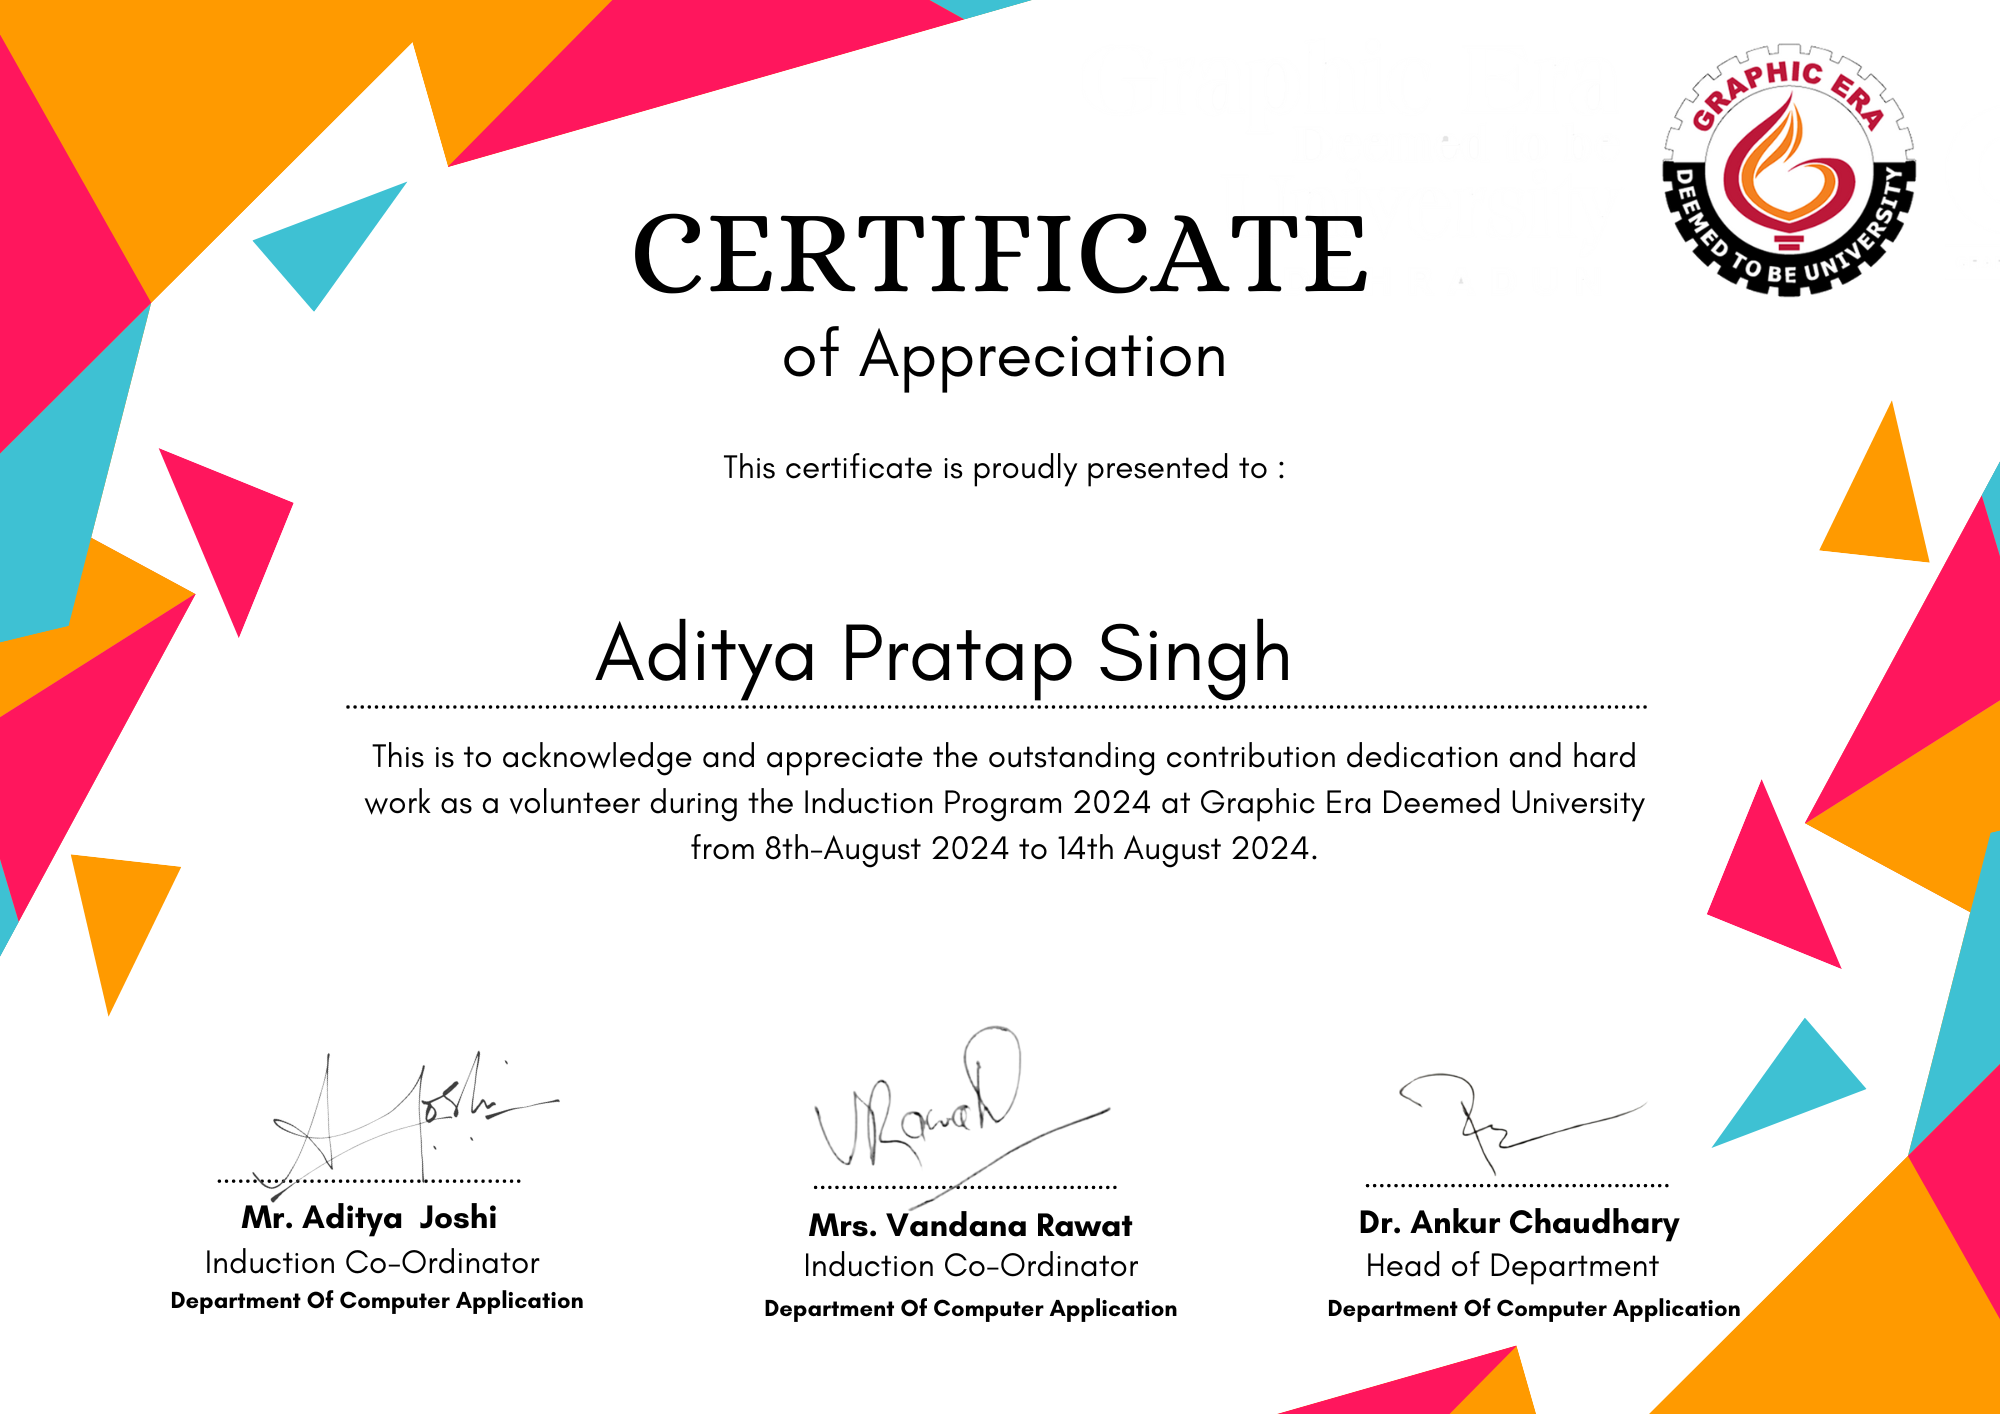 GRAPHIC ERA
DEEMED TO BE UNIVERSITY
CERTIFICATE
of Appreciation
This certificate is proudly presented to :
Aditya Pratap Singh
This is to acknowledge and appreciate the outstanding contribution dedication and hard
work as a volunteer during the Induction Program 2024 at Graphic Era Deemed University
from 8th-August 2024 to 14th August 2024.
A Joshi
VRawat
Mr. Aditya Joshi
Induction Co-Ordinator
Department Of Computer Application
Mrs. Vandana Rawat
Induction Co-Ordinator
Department Of Computer Application
Dr. Ankur Chaudhary
Head of Department
Department Of Computer Application